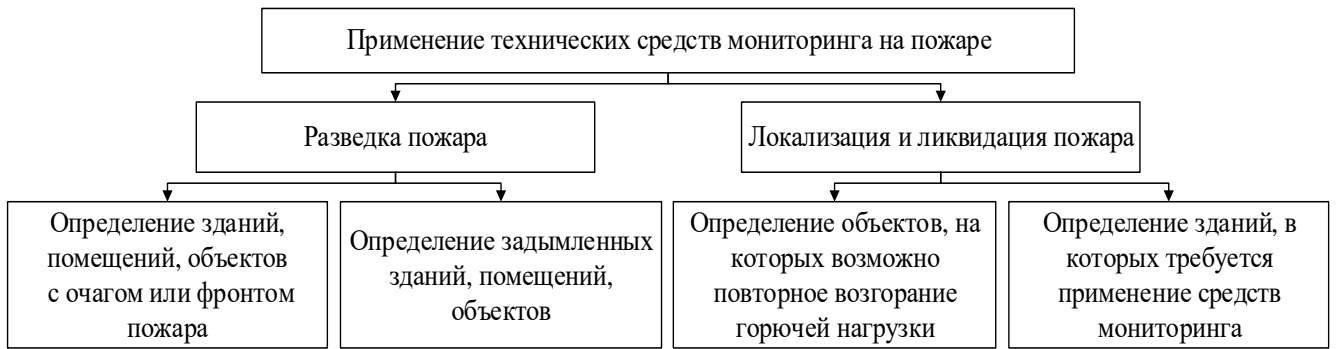 Применение технических средств мониторинга на пожаре
Разведка пожара
Локализация и ликвидация пожара
Определение зданий,
помещений, объектов
с очагом или фронтом
пожара
Определение задымленных
зданий, помещений,
объектов
Определение объектов, на
которых возможно
повторное возгорание
горючей нагрузки
Определение зданий, в
которых требуется
применение средств
мониторинга